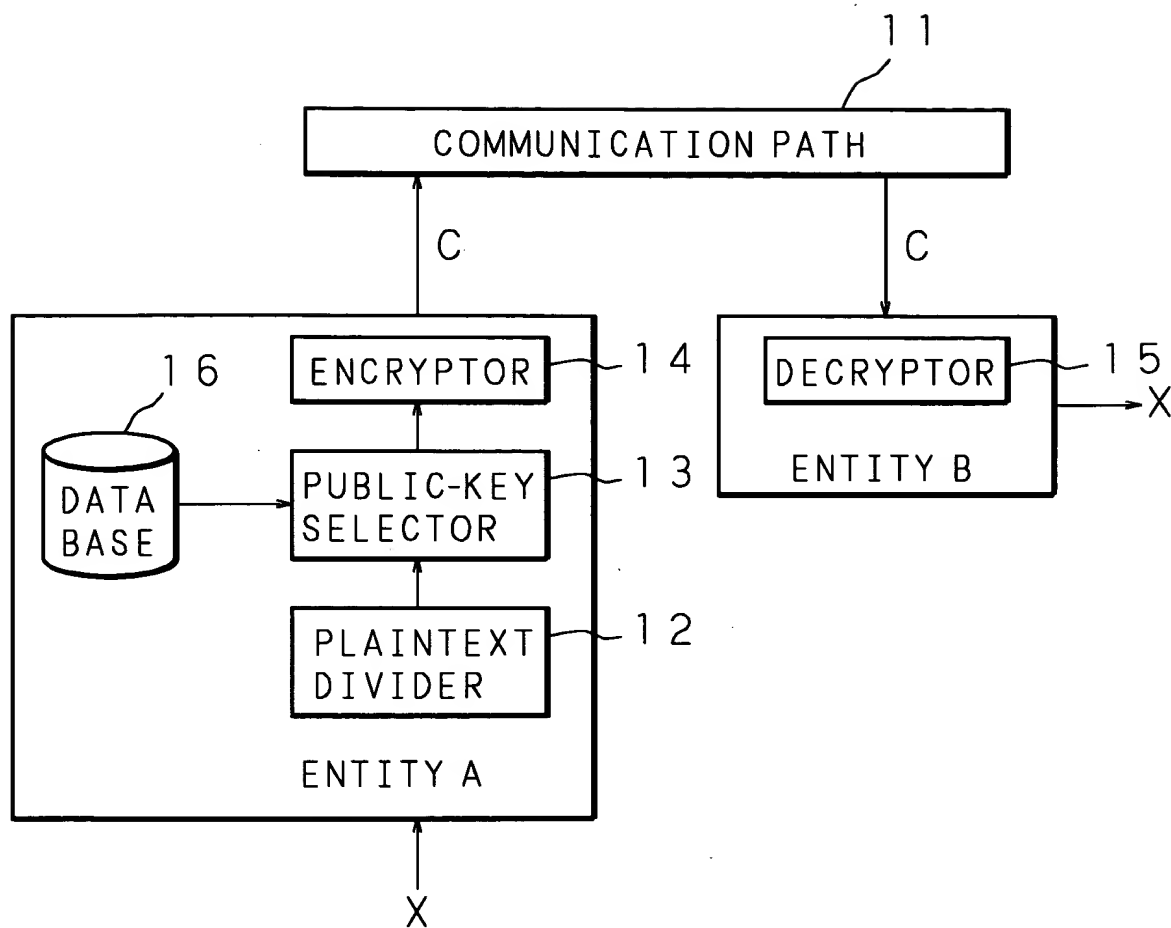 11
COMMUNICATION PATH
C
C
16
ENCRYPTOR
14
DECRYPTOR
15
X
DATA
BASE
PUBLIC-KEY
SELECTOR
13
ENTITY B
PLAINTEXT
DIVIDER
12
ENTITY A
X